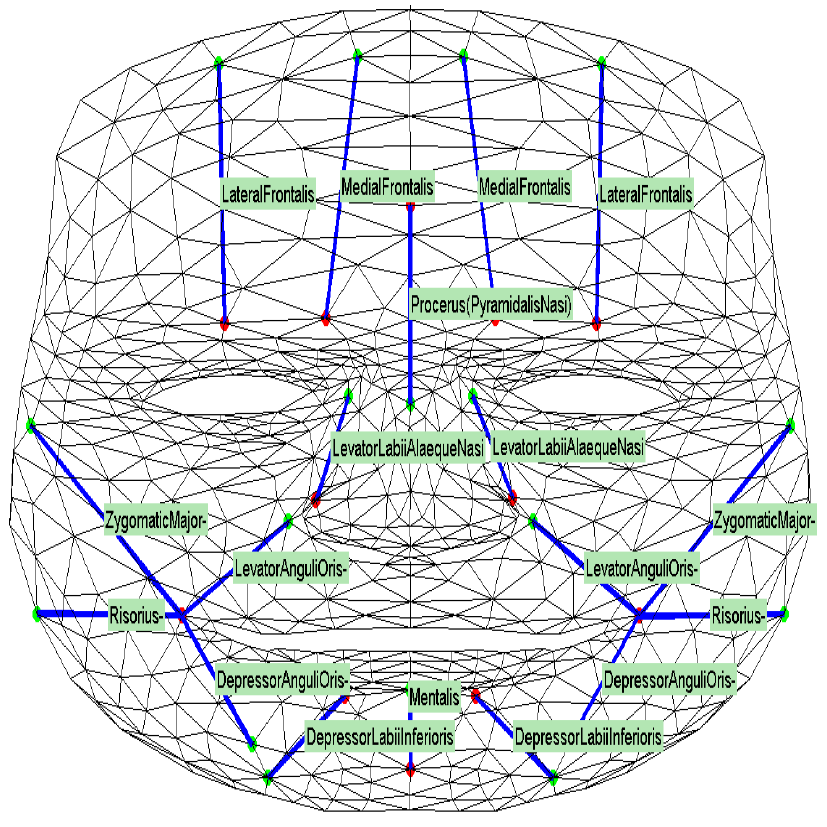 LateralFrontalis
MedialFrontalis
MedialFrontalis
LateralFrontalis
Procerus(PyramidalisNasi)
LevatorLabiiAlaequeNasi
LevatorLabiiAlaequeNasi
ZygomaticMajor-
ZygomaticMajor-
LevatorAnguliOris-
LevatorAnguliOris-
Risorius-
Risorius-
DepressorAnguliOris-
DepressorAnguliOris-
Mentalis
DepressorLabiiInferioris
DepressorLabiiInferioris